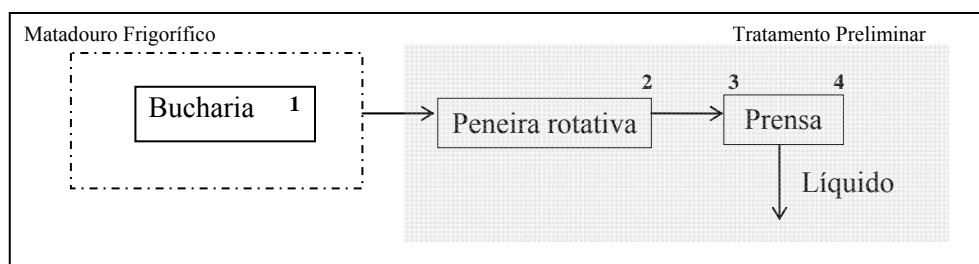 Matadouro Frigorífico Tratamento Preliminar
Bucharia 1
2 3 4
Peneira rotativa Prensa
Líquido